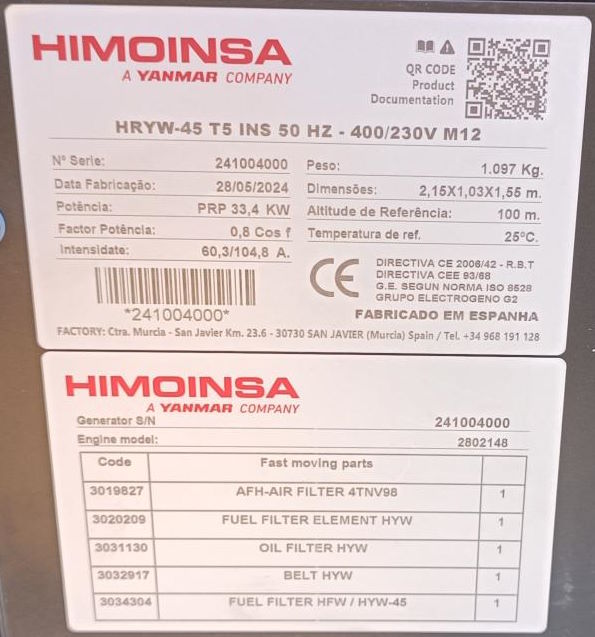 HIMOINSA
A YANMAR COMPANY
QR CODE
Product
Documentation
HRYW-45 T5 INS 50 HZ - 400/230V M12
Nº Serie: 241004000 Peso: 1.097 Kg.
Data Fabricação: 28/05/2024 Dimensões: 2,15X1,03X1,55 m.
Potência: PRP 33,4 KW Altitude de Referência: 100 m.
Factor Potência: 0,8 Cos f Temperatura de ref. 25ºC.
Intensidate: 60,3/104,8 A.
CE
DIRECTIVA CE 2006/42 - R.B.T
DIRECTIVA CEE 93/68
G.E. SEGUN NORMA ISO 8528
GRUPO ELECTROGENO G2
*241004000* FABRICADO EM ESPANHA
FACTORY: Ctra. Murcia - San Javier Km. 23.6 - 30730 SAN JAVIER (Murcia) Spain / Tel. +34 968 191 128
HIMOINSA
A YANMAR COMPANY
Generator S/N 241004000
Engine model: 2802148
Code Fast moving parts
3019827 AFH-AIR FILTER 4TNV98 1
3020209 FUEL FILTER ELEMENT HYW 1
3031130 OIL FILTER HYW 1
3032917 BELT HYW 1
3034304 FUEL FILTER HFW / HYW-45 1